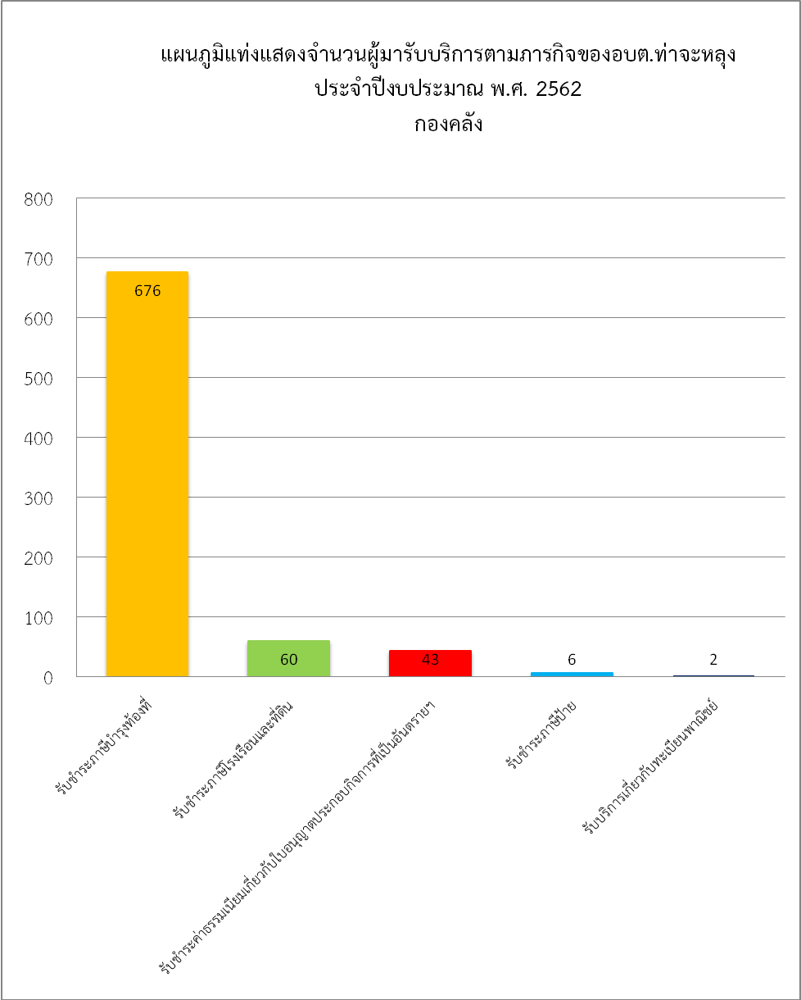 แผนภูมิแท่งแสดงจำนวนผู้มารับบริการตามภารกิจของอบต.ท่าจะหลุง
ประจำปีงบประมาณ พ.ศ. 2562
กองคลัง
800
700
600
500
400
300
200
100
0
676
60
43
6
2
รับชำระภาษีบำรุงท้องที่
รับชำระภาษีโรงเรือนและที่ดิน
รับชำระค่าธรรมเนียมเกี่ยวกับใบอนุญาตประกอบกิจการที่เป็นอันตรายฯ
รับชำระภาษีป้าย
รับบริการเกี่ยวกับทะเบียนพาณิชย์